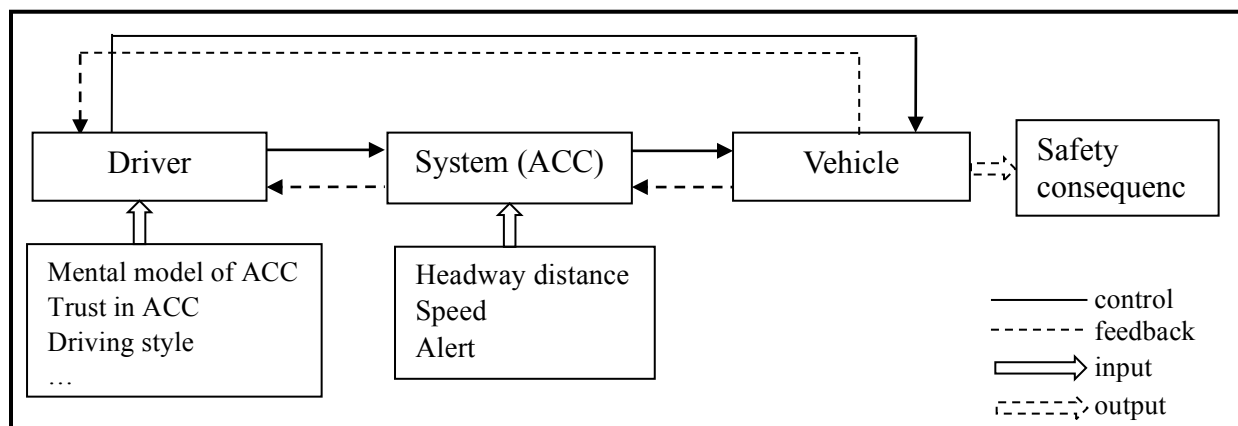 Driver
System (ACC)
Vehicle
Safety
consequenc
Mental model of ACC
Trust in ACC
Driving style
…
Headway distance
Speed
Alert
control
feedback
input
output